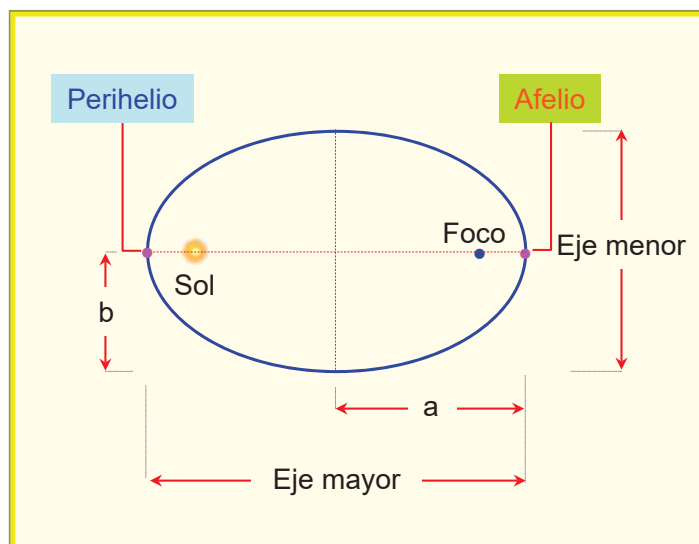 Perihelio
Afelio
Foco
Eje menor
Sol
b
a
Eje mayor